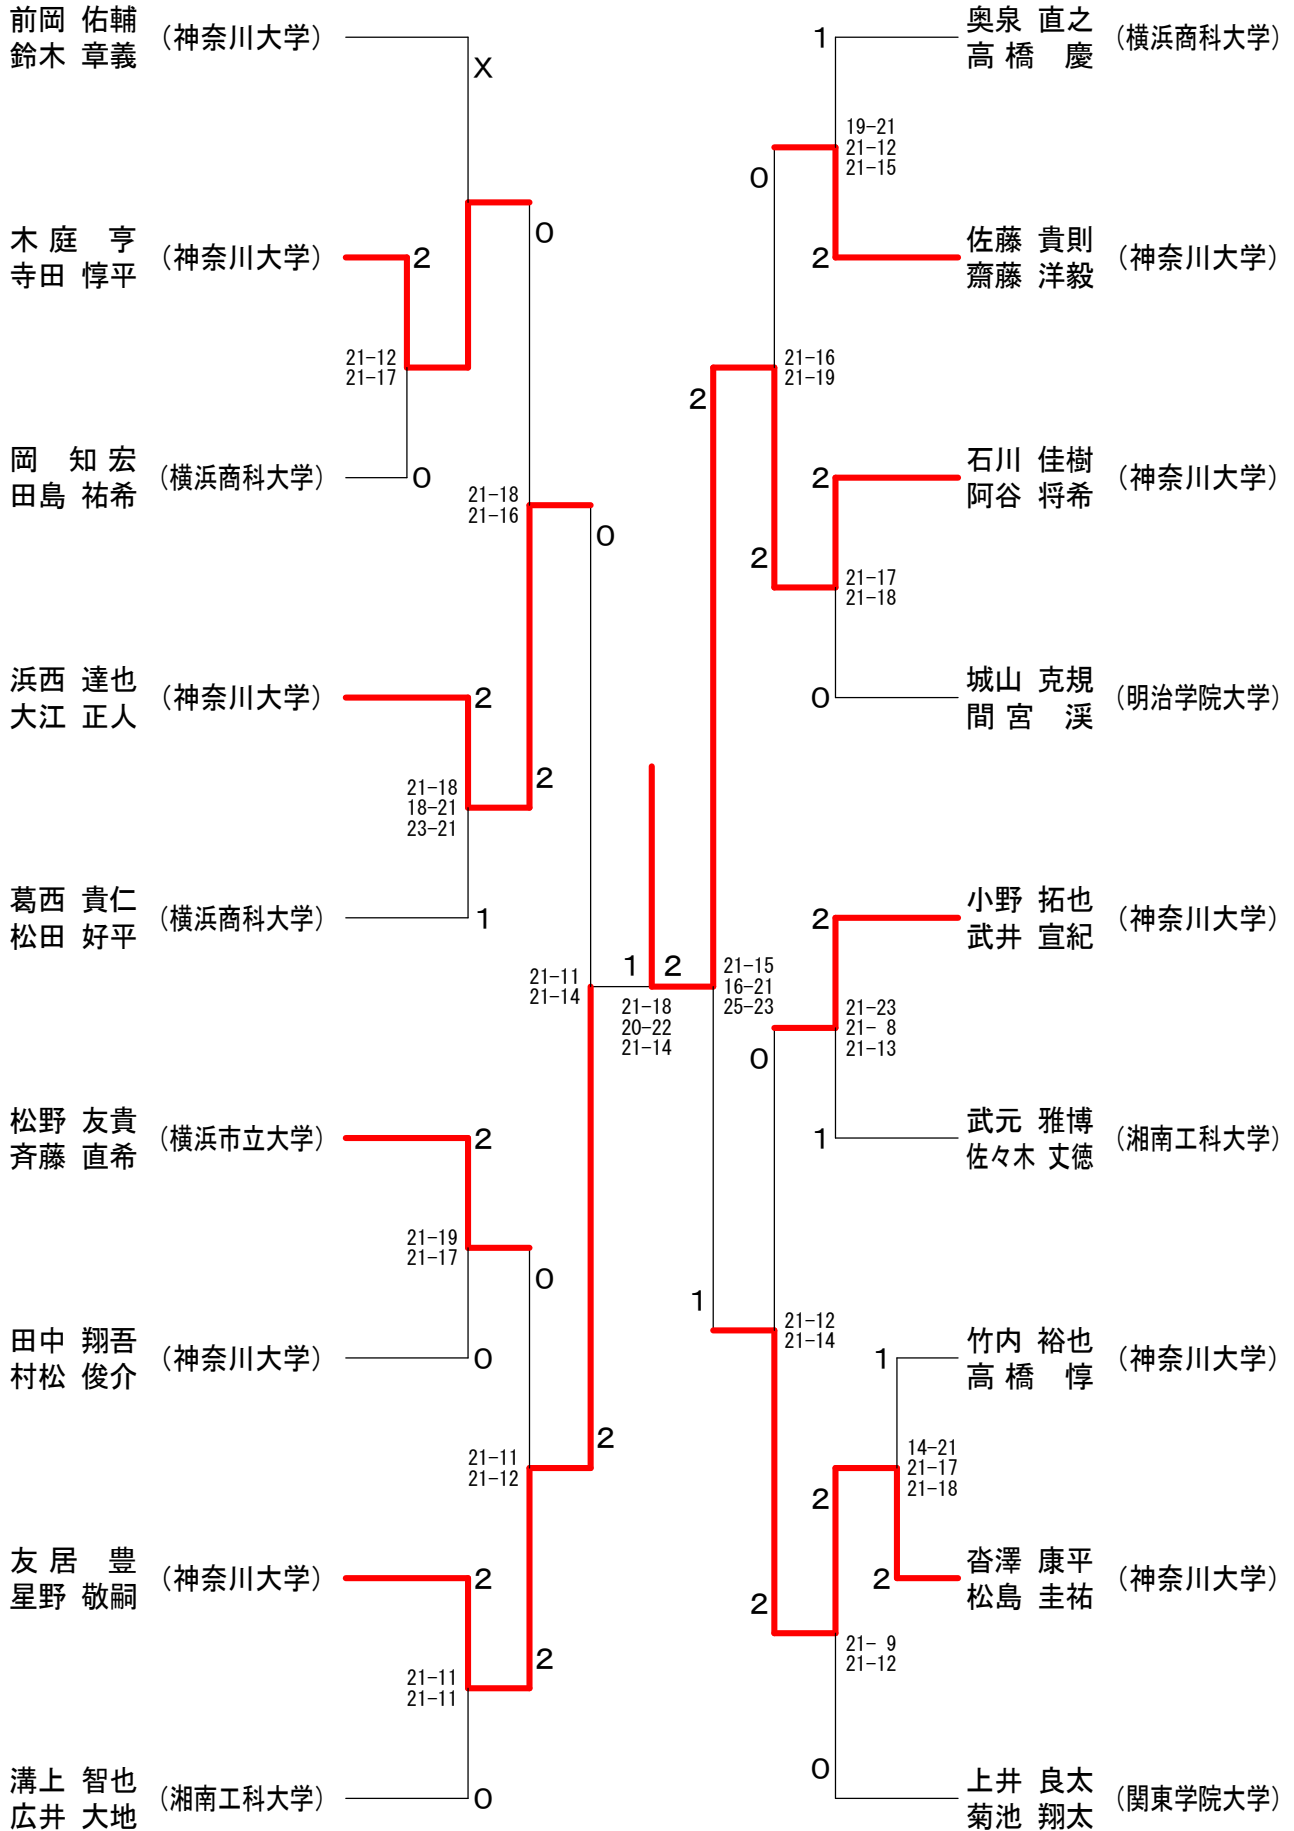 前岡 佑輔
鈴木 章義
（神奈川大学）
X
木庭 亨
寺田 惇平
（神奈川大学）
2
21-12
21-17
岡 知宏
田島 祐希
（横浜商科大学）
0
0
21-18
21-16
浜西 達也
大江 正人
（神奈川大学）
2
21-18
18-21
23-21
2
葛西 貴仁
松田 好平
（横浜商科大学）
1
0
21-11
21-14
松野 友貴
斉藤 直希
（横浜市立大学）
2
21-19
21-17
田中 翔吾
村松 俊介
（神奈川大学）
0
0
21-11
21-12
2
友居 豊
星野 敬嗣
（神奈川大学）
2
21-11
21-11
2
溝上 智也
広井 大地
（湘南工科大学）
0
1
2
21-18
20-22
21-14
1
奥泉 直之
高橋 慶
（横浜商科大学）
19-21
21-12
21-15
0
2
佐藤 貴則
齋藤 洋毅
（神奈川大学）
21-16
21-19
2
2
石川 佳樹
阿谷 将希
（神奈川大学）
2
21-17
21-18
0
城山 克規
間宮 渓
（明治学院大学）
21-15
16-21
25-23
2
小野 拓也
武井 宣紀
（神奈川大学）
21-23
21- 8
21-13
0
1
武元 雅博
佐々木 丈徳
（湘南工科大学）
1
21-12
21-14
1
竹内 裕也
高橋 惇
（神奈川大学）
14-21
21-17
21-18
2
2
沓澤 康平
松島 圭祐
（神奈川大学）
2
21- 9
21-12
0
上井 良太
菊池 翔太
（関東学院大学）